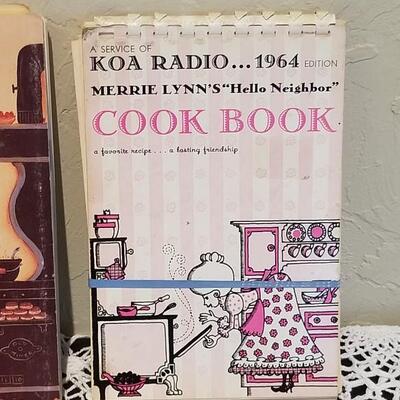 A SERVICE OF
KOA RADIO...1964 EDITION
MERRIE LYNN'S "Hello Neighbor"
COOK BOOK
a favorite recipe . . . a lasting friendship